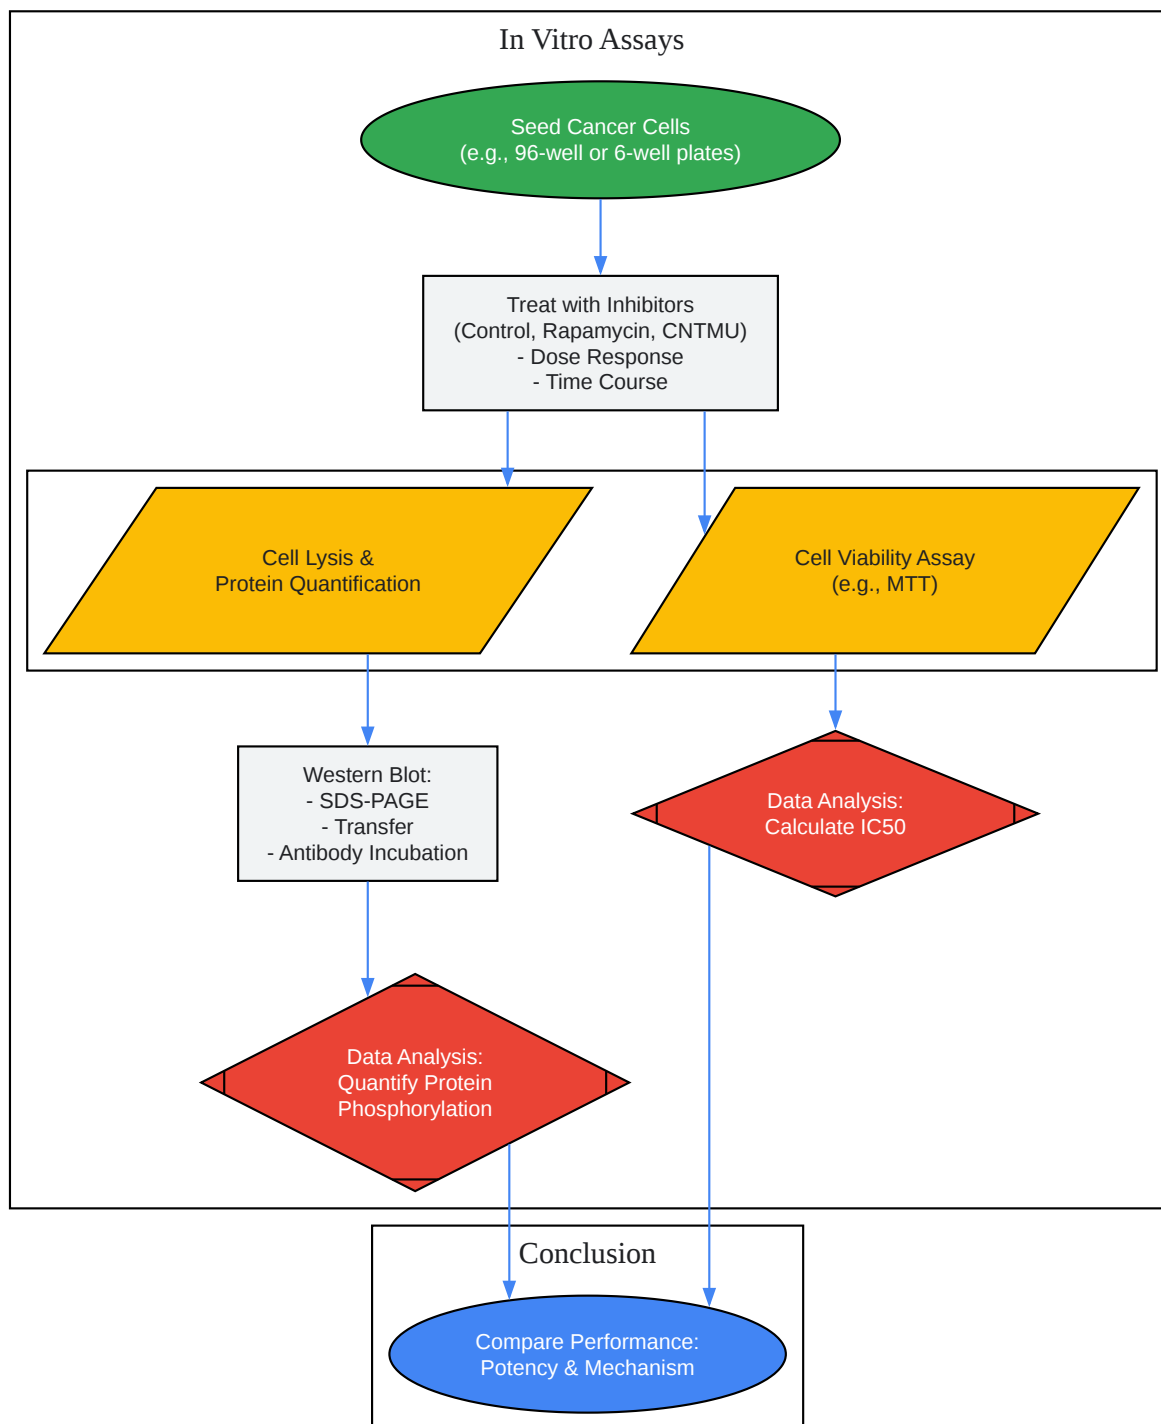 In Vitro Assays
Seed Cancer Cells
(e.g., 96-well or 6-well plates)
Treat with Inhibitors
(Control, Rapamycin, CNTMU)
- Dose Response
- Time Course
Cell Lysis &
Protein Quantification
Cell Viability Assay
(e.g., MTT)
Western Blot:
- SDS-PAGE
- Transfer
- Antibody Incubation
Data Analysis:
Calculate IC50
Data Analysis:
Quantify Protein
Phosphorylation
Conclusion
Compare Performance:
Potency & Mechanism